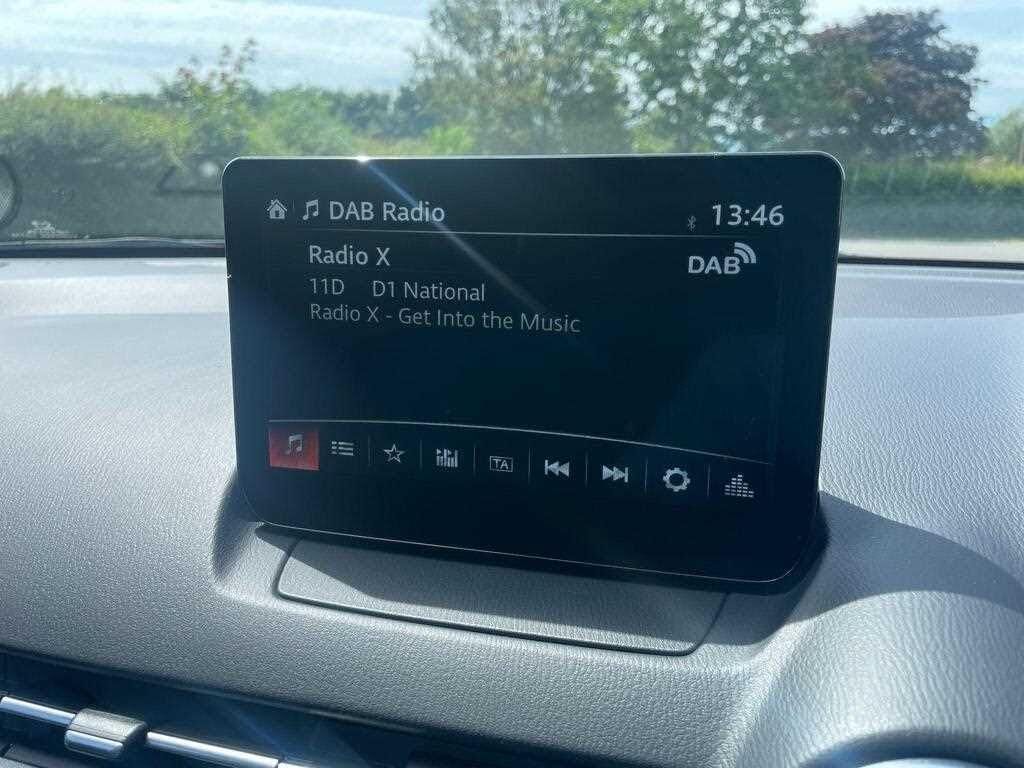 DAB Radio 13:46
Radio X DAB
11D D1 National
Radio X - Get Into the Music
TA